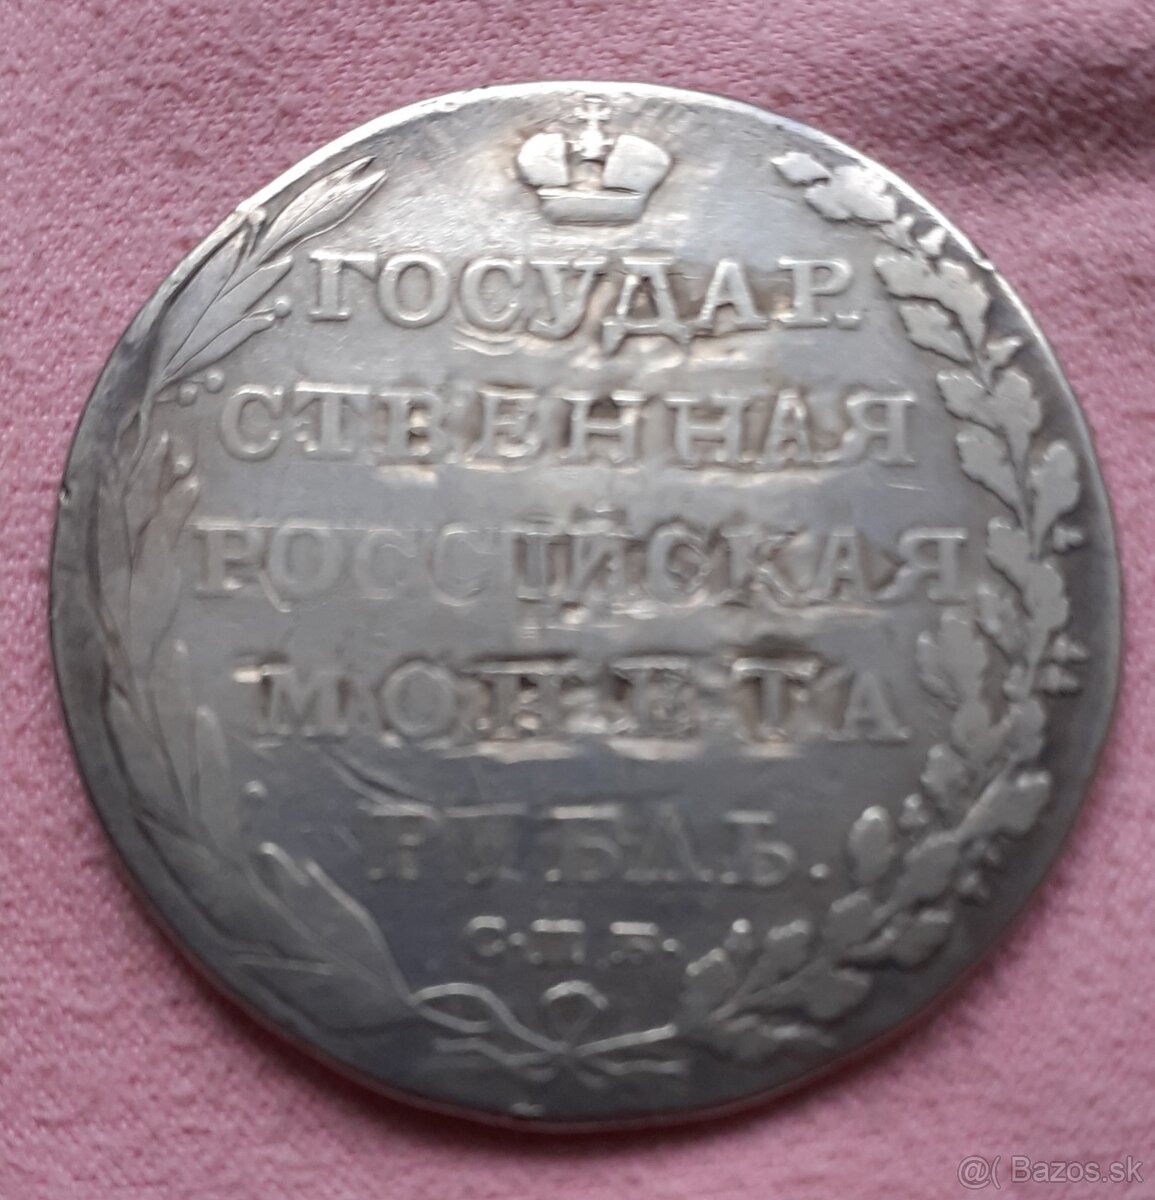 ГОСУДАР.
СТВЕННАЯ
РОССІЙСКАЯ
МОНЕТА
РУБЛЬ.
С·П·Б·
@( Bazos.sk